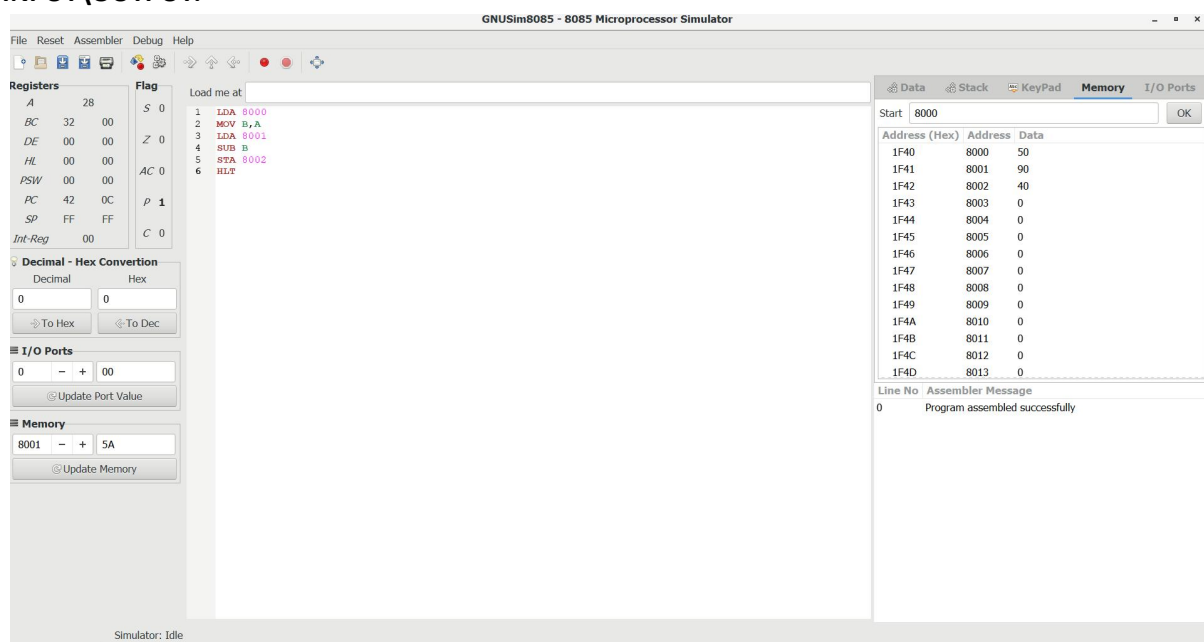 GNUSim8085 - 8085 Microprocessor Simulator
File Reset Assembler Debug Help
Registers
A 28
BC 32 00
DE 00 00
HL 00 00
PSW 00 00
PC 42 0C
SP FF FF
Int-Reg 00
Flag
S 0
Z 0
AC 0
P 1
C 0
Decimal - Hex Convertion
Decimal Hex
0 0
To Hex To Dec
I/O Ports
0 - + 00
Update Port Value
Memory
8001 - + 5A
Update Memory
Load me at
1 LDA 8000
2 MOV B,A
3 LDA 8001
4 SUB B
5 STA 8002
6 HLT
Data Stack KeyPad Memory I/O Ports
Start 8000 OK
Address (Hex) Address Data
1F40 8000 50
1F41 8001 90
1F42 8002 40
1F43 8003 0
1F44 8004 0
1F45 8005 0
1F46 8006 0
1F47 8007 0
1F48 8008 0
1F49 8009 0
1F4A 8010 0
1F4B 8011 0
1F4C 8012 0
1F4D 8013 0
Line No Assembler Message
0 Program assembled successfully
Simulator: Idle